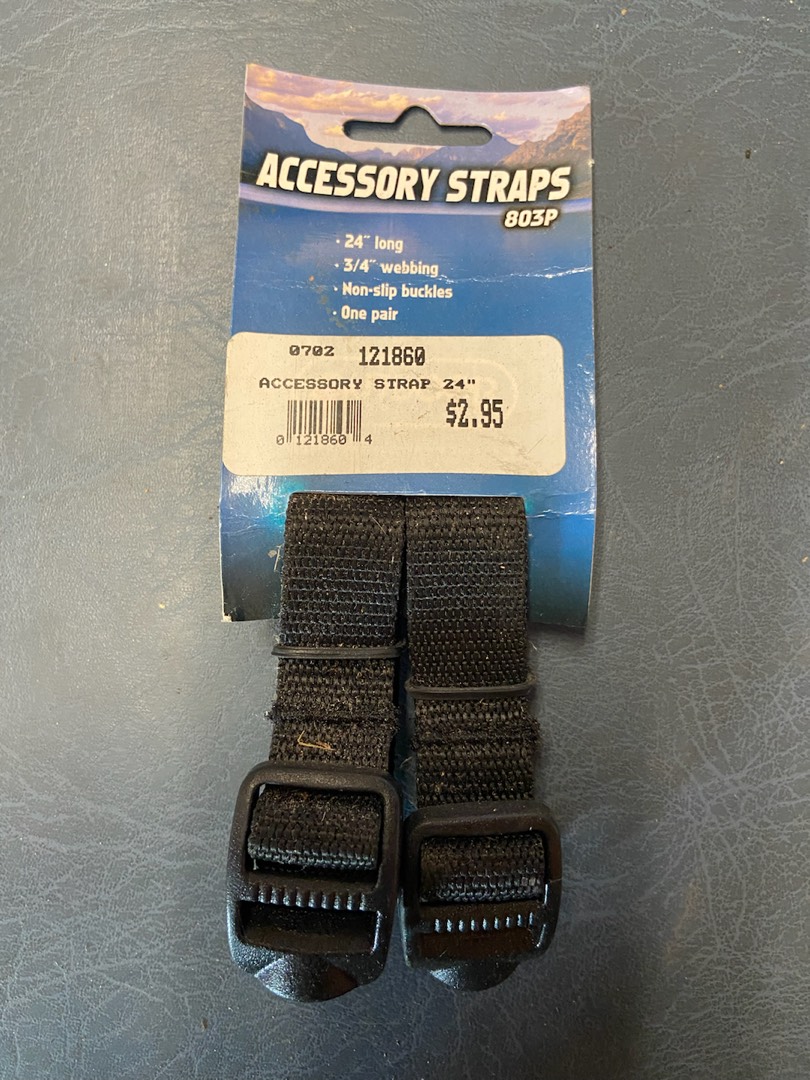 ACCESSORY STRAPS
803P
· 24" long
· 3/4" webbing
· Non-slip buckles
· One pair
0702 121860
ACCESSORY STRAP 24"
$2.95
0 121860 4